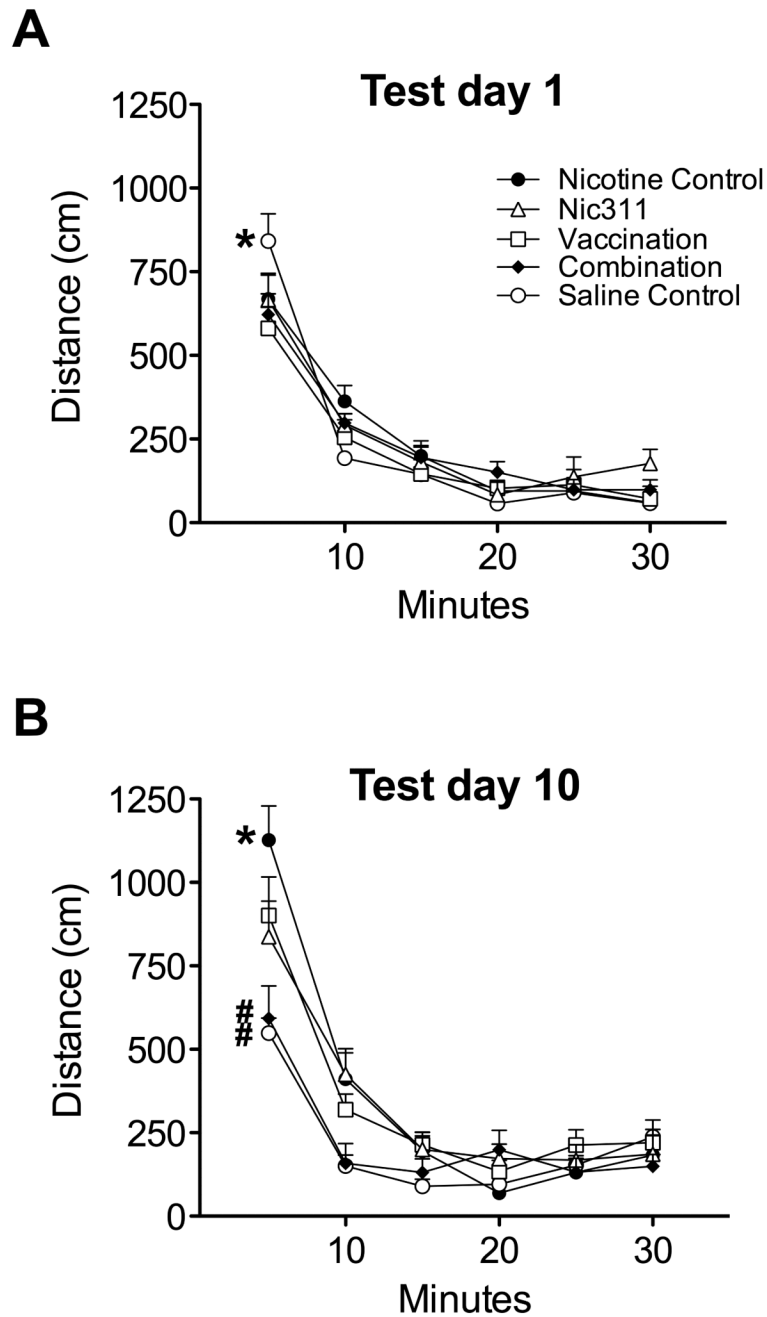 A
Test day 1
1250
1000
750
500
250
0
Distance (cm)
*
Nicotine Control
Nic311
Vaccination
Combination
Saline Control
10 20 30
Minutes
B
Test day 10
1250
1000
750
500
250
0
Distance (cm)
*
#
#
10 20 30
Minutes